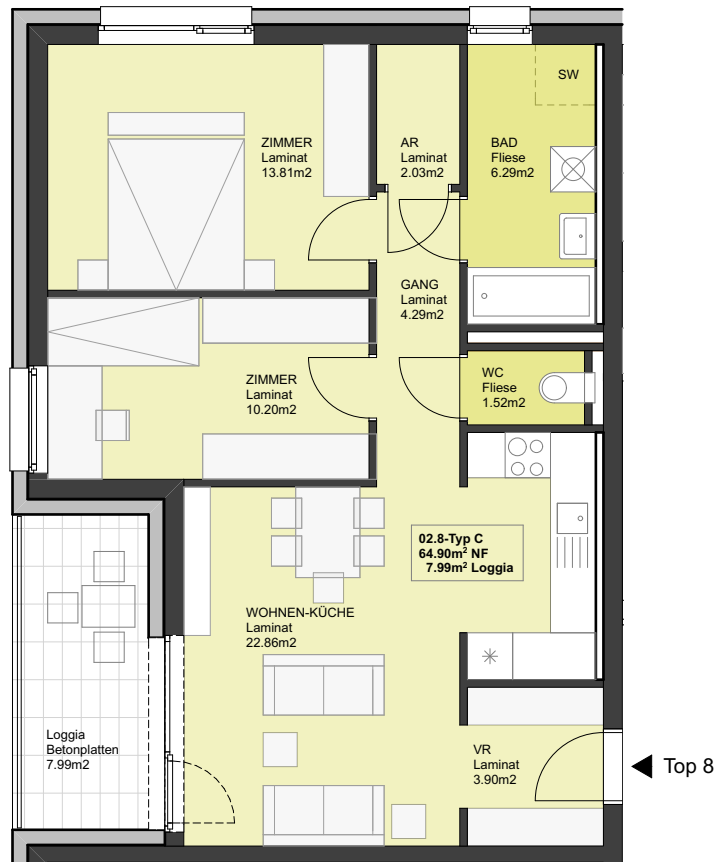 SW
ZIMMER
Laminat
13.81m2
AR
Laminat
2.03m2
BAD
Fliese
6.29m2
GANG
Laminat
4.29m2
ZIMMER
Laminat
10.20m2
WC
Fliese
1.52m2
02.8-Typ C
64.90m² NF
7.99m² Loggia
WOHNEN-KÜCHE
Laminat
22.86m2
Loggia
Betonplatten
7.99m2
VR
Laminat
3.90m2
Top 8